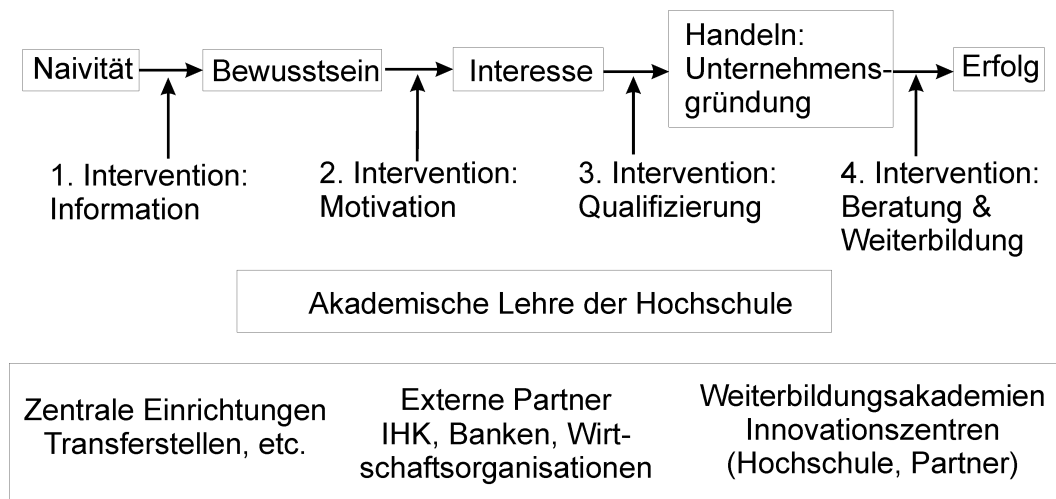 Naivität
Bewusstsein
Interesse
Handeln:
Unternehmens-
gründung
Erfolg
1. Intervention:
Information
2. Intervention:
Motivation
3. Intervention:
Qualifizierung
4. Intervention:
Beratung &
Weiterbildung
Akademische Lehre der Hochschule
Zentrale Einrichtungen
Transferstellen, etc.
Externe Partner
IHK, Banken, Wirt-
schaftsorganisationen
Weiterbildungsakademien
Innovationszentren
(Hochschule, Partner)